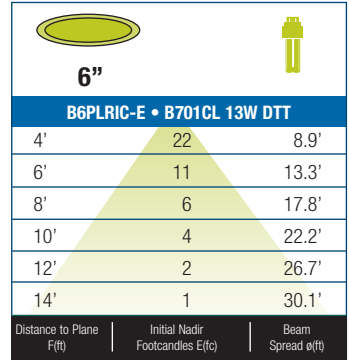 6”
B6PLRIC-E • B701CL 13W DTT
4’ 22 8.9’
6’ 11 13.3’
8’ 6 17.8’
10’ 4 22.2’
12’ 2 26.7’
14’ 1 30.1’
Distance to Plane Initial Nadir Beam
F(ft) Footcandles E(fc) Spread ø(ft)